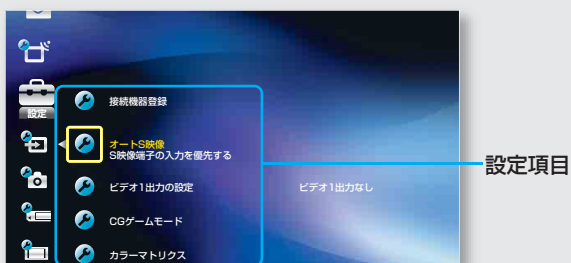 設定
接続機器登録
オートS映像
S映像端子の入力を優先する
ビデオ1出力の設定
ビデオ1出力なし
CGゲームモード
カラーマトリクス
設定項目